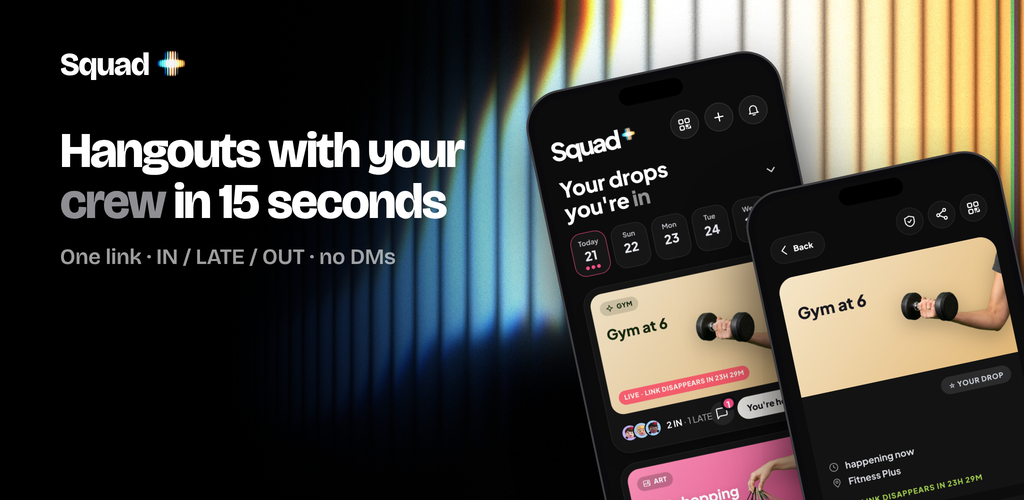 Squad
Hangouts with your
crew in 15 seconds
One link · IN / LATE / OUT · no DMs
Squad
Your drops
you're in
Today
21
Sun
22
Mon
23
Tue
24
GYM
Gym at 6
LIVE · LINK DISAPPEARS IN 23H 29M
2 IN · 1 LATE
1
You're
ART
Back
Gym at 6
YOUR DROP
happening now
Fitness Plus
DISAPPEARS IN 23H 29M